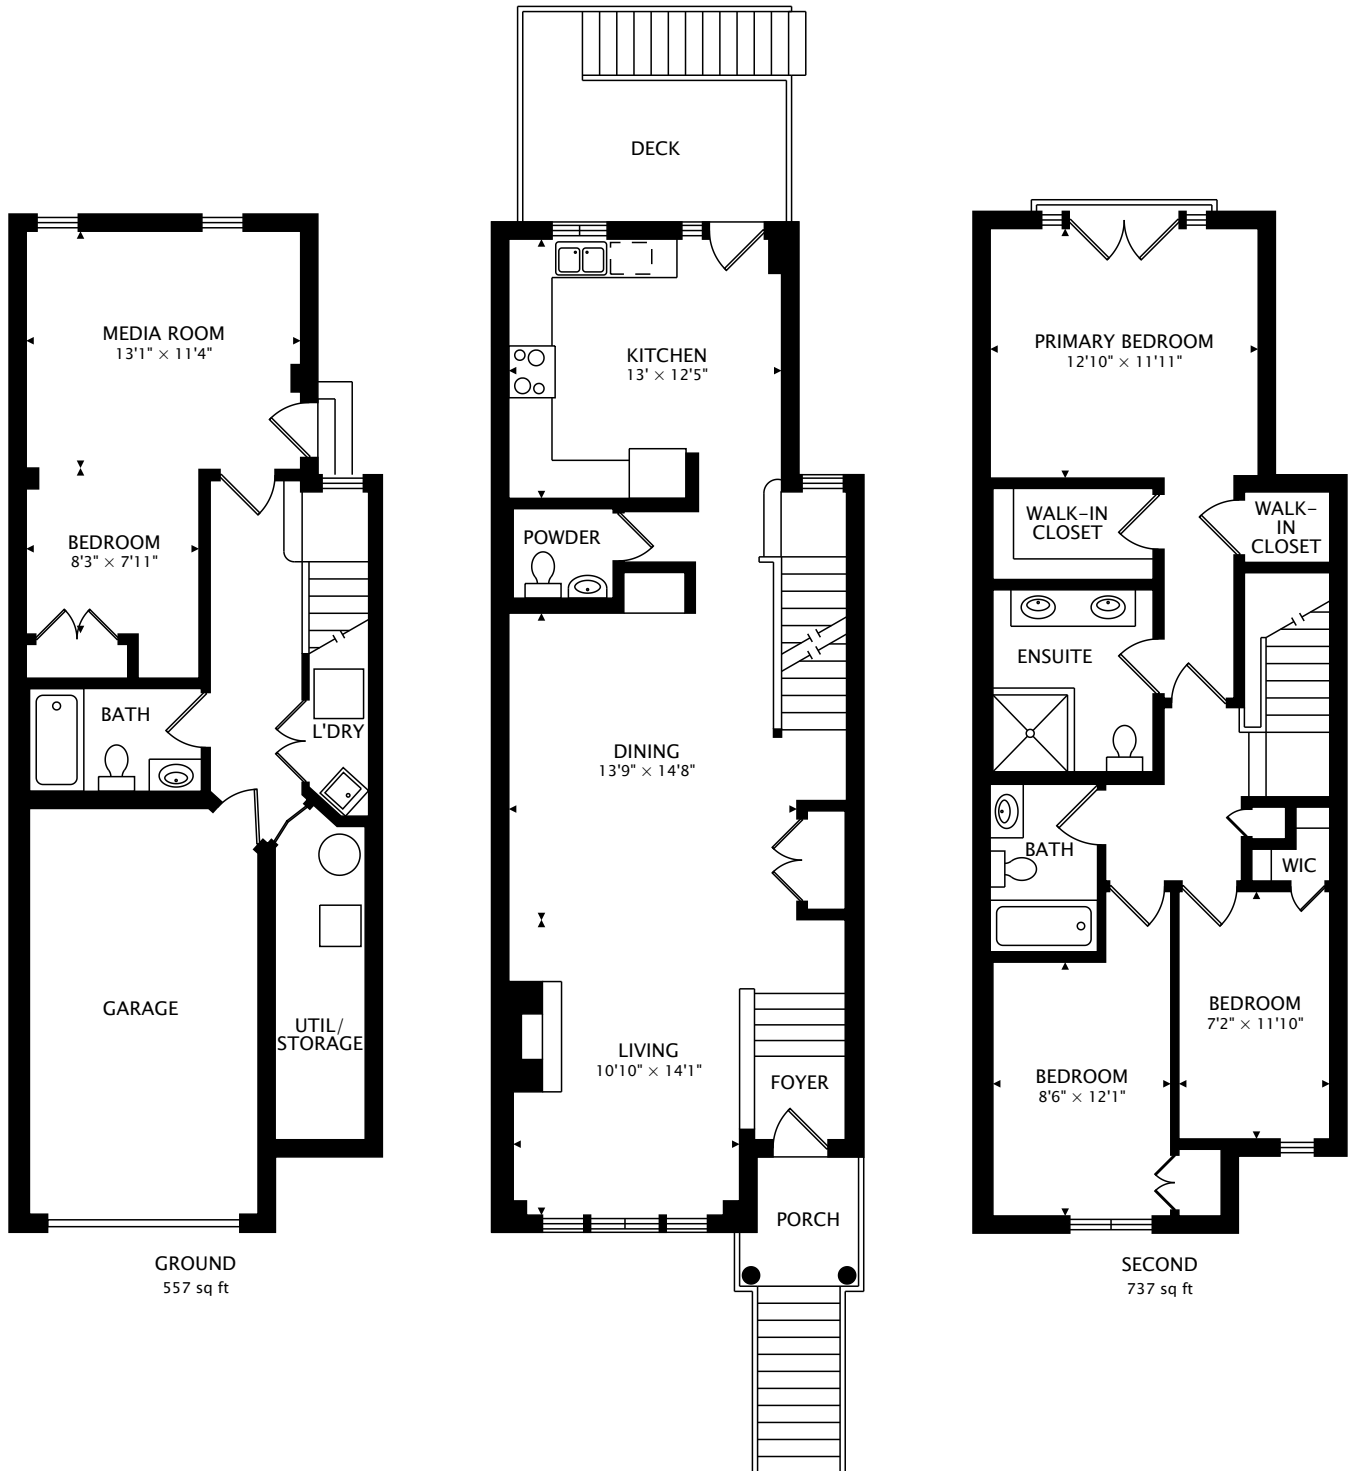 MEDIA ROOM
13'1" × 11'4"
BEDROOM
8'3" × 7'11"
BATH
L'DRY
GARAGE
UTIL/
STORAGE
GROUND
557 sq ft
DECK
KITCHEN
13' × 12'5"
POWDER
DINING
13'9" × 14'8"
LIVING
10'10" × 14'1"
FOYER
PORCH
PRIMARY BEDROOM
12'10" × 11'11"
WALK-IN
CLOSET
WALK-
IN
CLOSET
ENSUITE
BATH
WIC
BEDROOM
7'2" × 11'10"
BEDROOM
8'6" × 12'1"
SECOND
737 sq ft